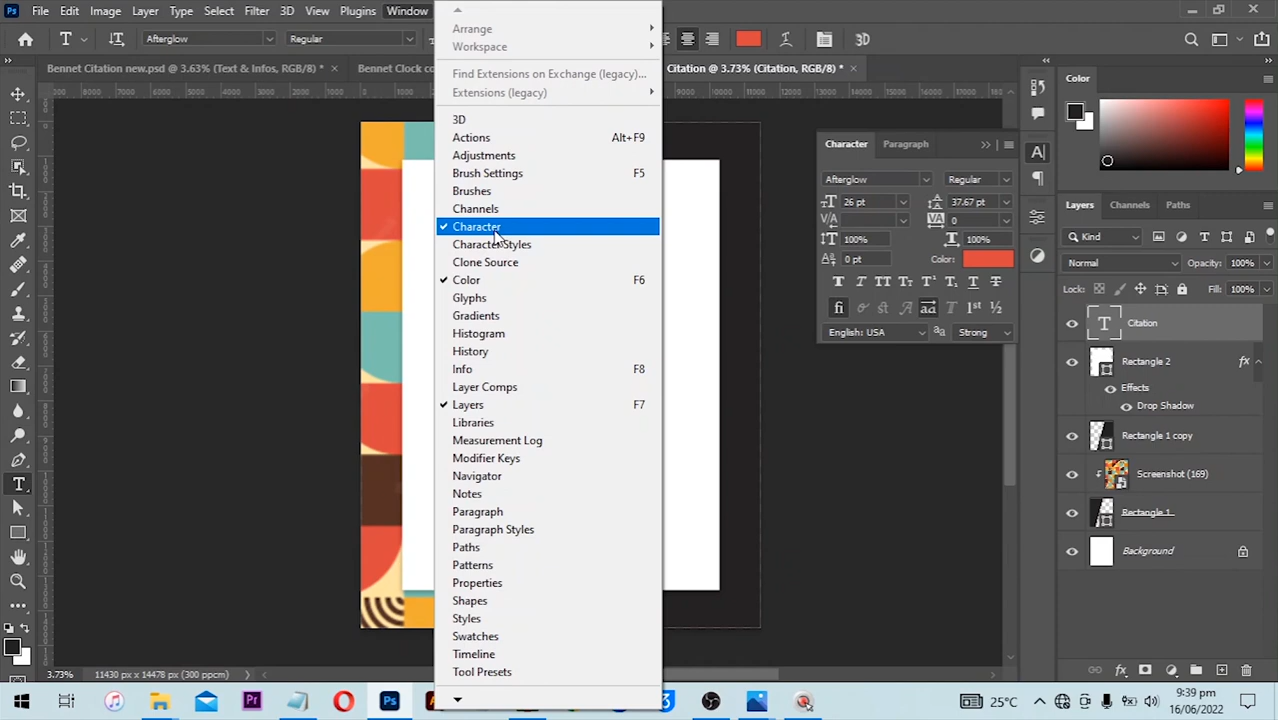 Ps File Edit Image Layer Type Select Filter 3D View Plugins Window
T Afterglow Regular 3D
Bennet Citation new.psd @ 3.63% (Text & Infos, RGB/8) * × Bennet Clock co Citation @ 3.73% (Citation, RGB/8) * ×
Arrange
Workspace
Find Extensions on Exchange (legacy)...
Extensions (legacy)
3D
Actions Alt+F9
Adjustments
Brush Settings F5
Brushes
Channels
Character
Character Styles
Clone Source
Color F6
Glyphs
Gradients
Histogram
History
Info F8
Layer Comps
Layers F7
Libraries
Measurement Log
Modifier Keys
Navigator
Notes
Paragraph
Paragraph Styles
Paths
Patterns
Properties
Shapes
Styles
Swatches
Timeline
Tool Presets
Character Paragraph
Afterglow Regular
26 pt 37.67 pt
0
100% 100%
0 pt Color:
English: USA aa Strong
Color
Layers Channels Paths
Kind
Normal Opacity: 100%
Lock: Fill: 100%
Citation
Rectangle 2 fx
Effects
Drop Shadow
Rectangle 1 copy
Screenshot (99)
Rectangle 1
Background
3.73% 11430 px x 14478 px (300 ppcm)
25°C 9:39 pm
16/06/2022